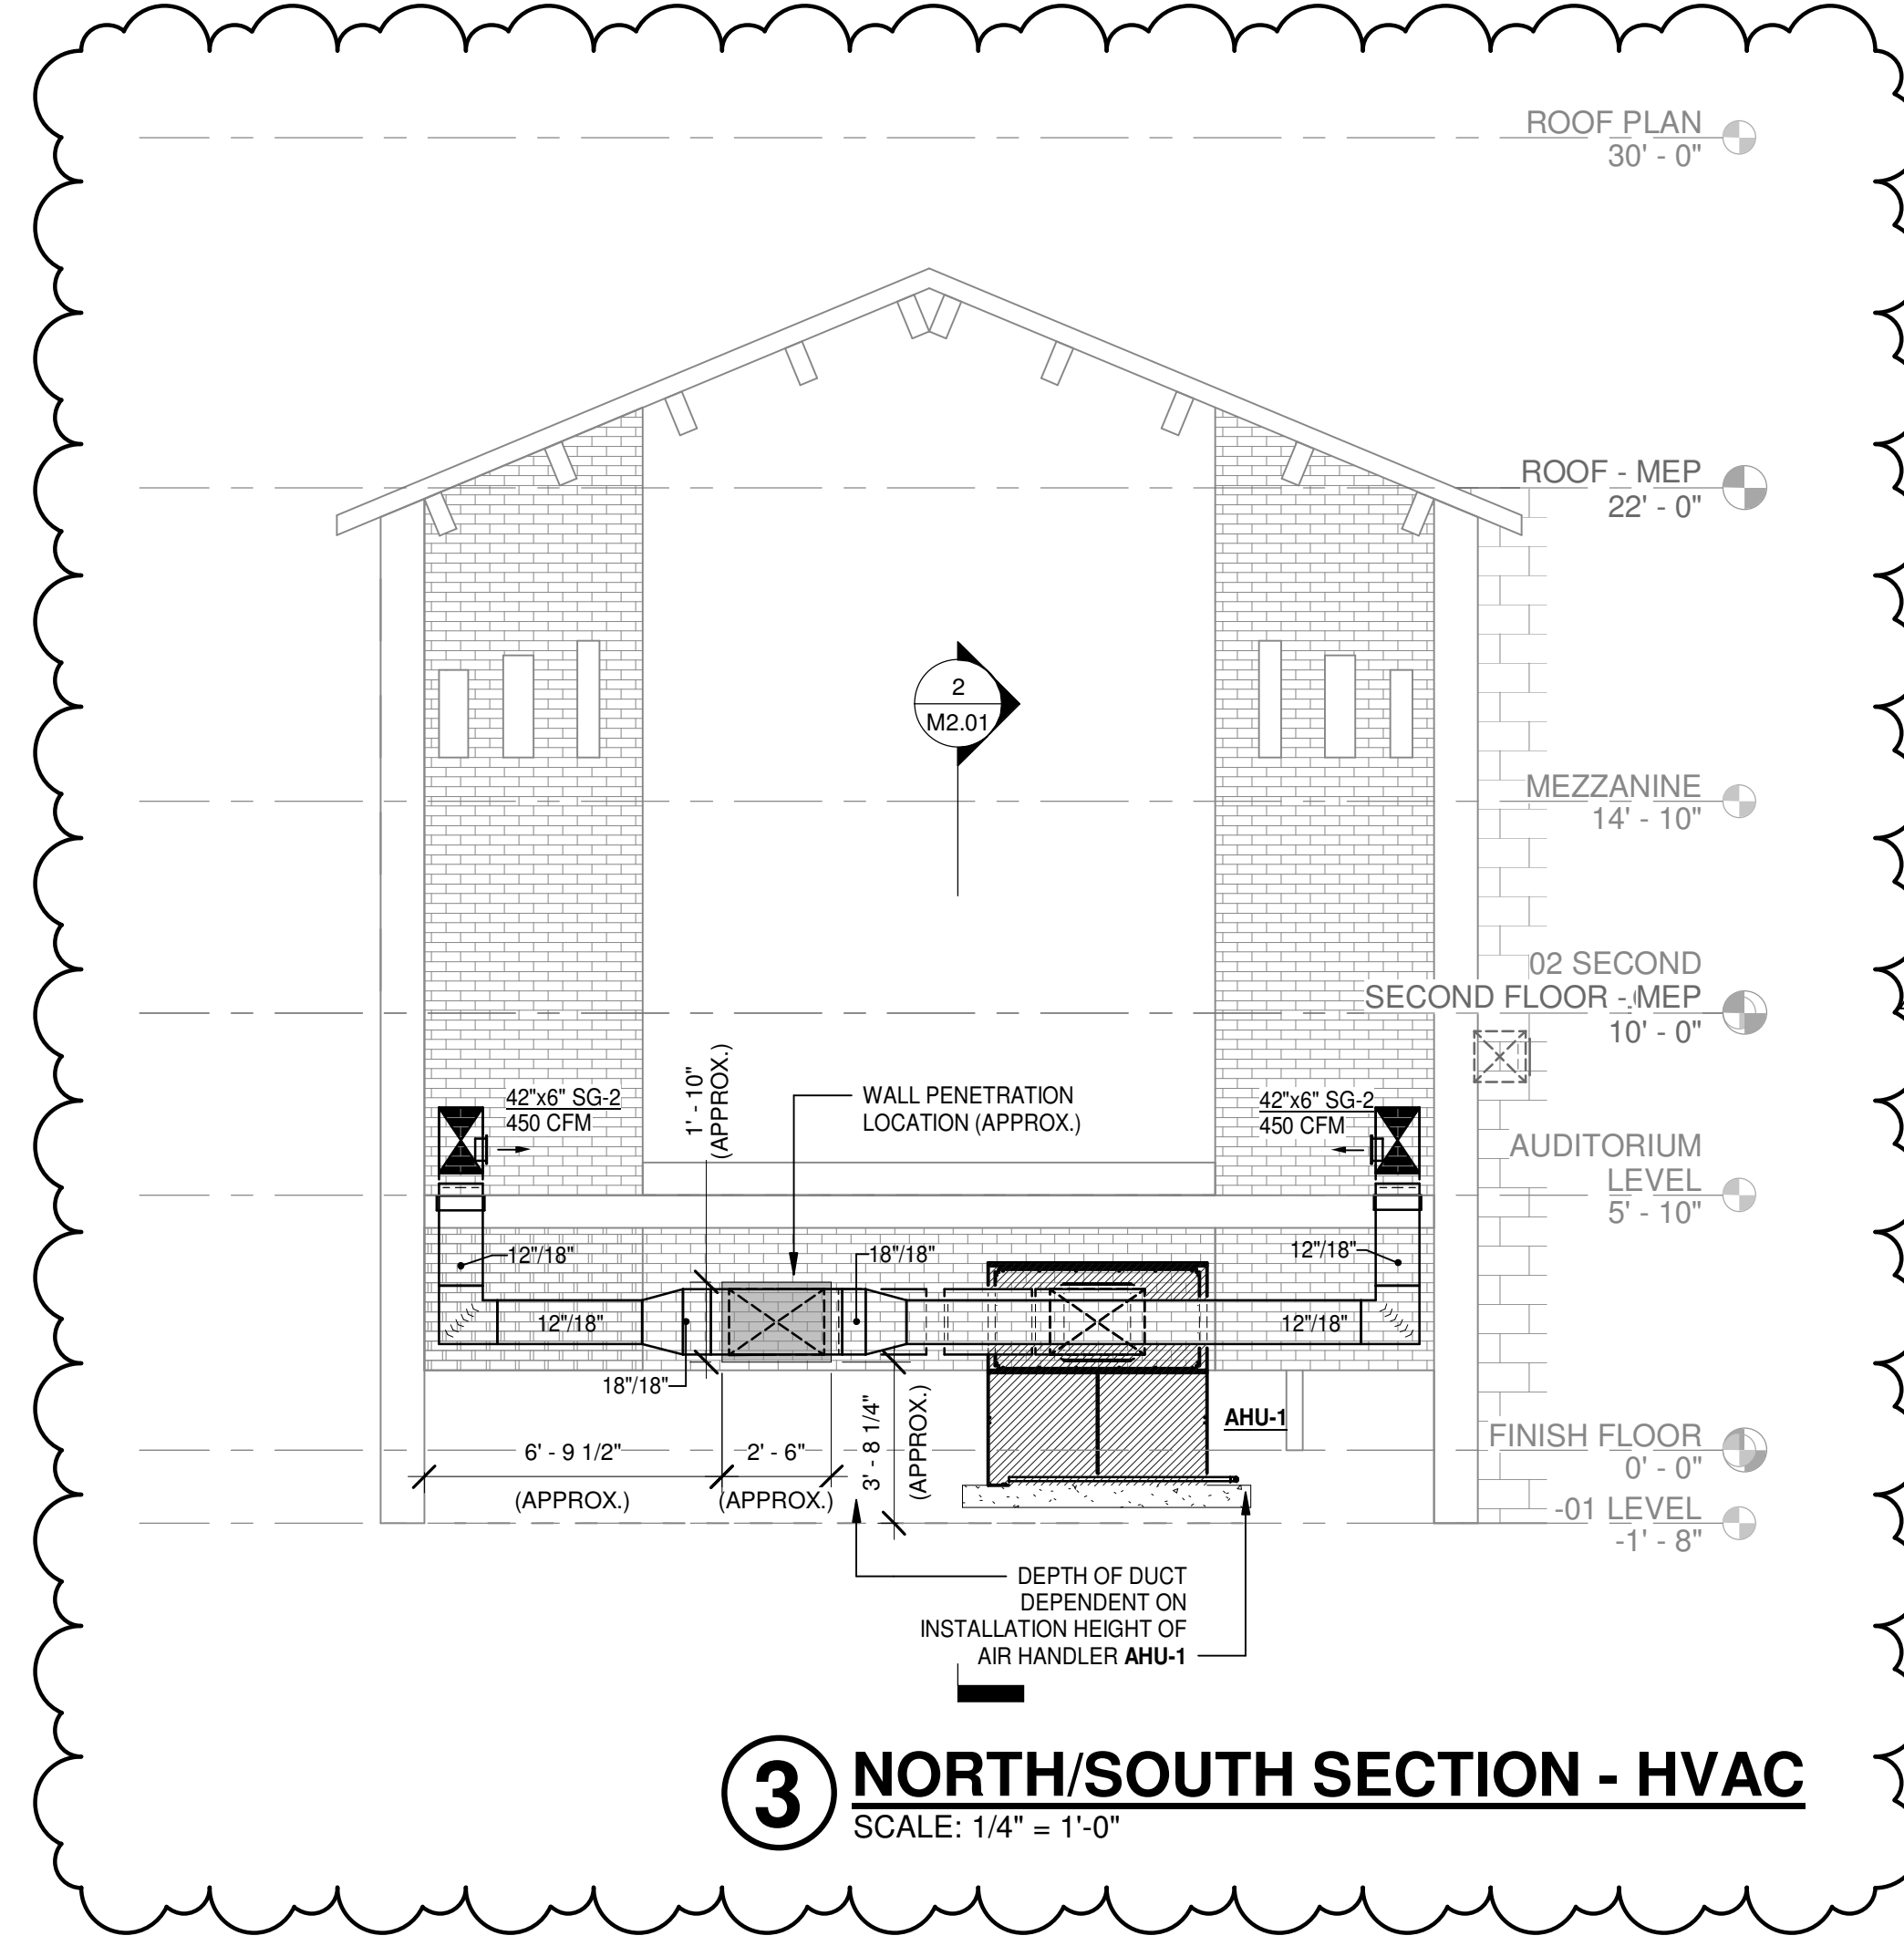 ROOF PLAN
30' - 0"
ROOF - MEP
22' - 0"
2
M2.01
MEZZANINE
14' - 10"
02 SECOND
SECOND FLOOR - MEP
10' - 0"
42"x6" SG-2
450 CFM
1' - 10"
(APPROX.)
WALL PENETRATION
LOCATION (APPROX.)
42"x6" SG-2
450 CFM
AUDITORIUM
LEVEL
5' - 10"
12"/18"
18"/18"
12"/18"
12"/18"
12"/18"
18"/18"
AHU-1
6' - 9 1/2"
(APPROX.)
2' - 6"
(APPROX.)
3' - 8 1/4"
(APPROX.)
FINISH FLOOR
0' - 0"
-01 LEVEL
-1' - 8"
DEPTH OF DUCT
DEPENDENT ON
INSTALLATION HEIGHT OF
AIR HANDLER AHU-1
3
NORTH/SOUTH SECTION - HVAC
SCALE: 1/4" = 1'-0"